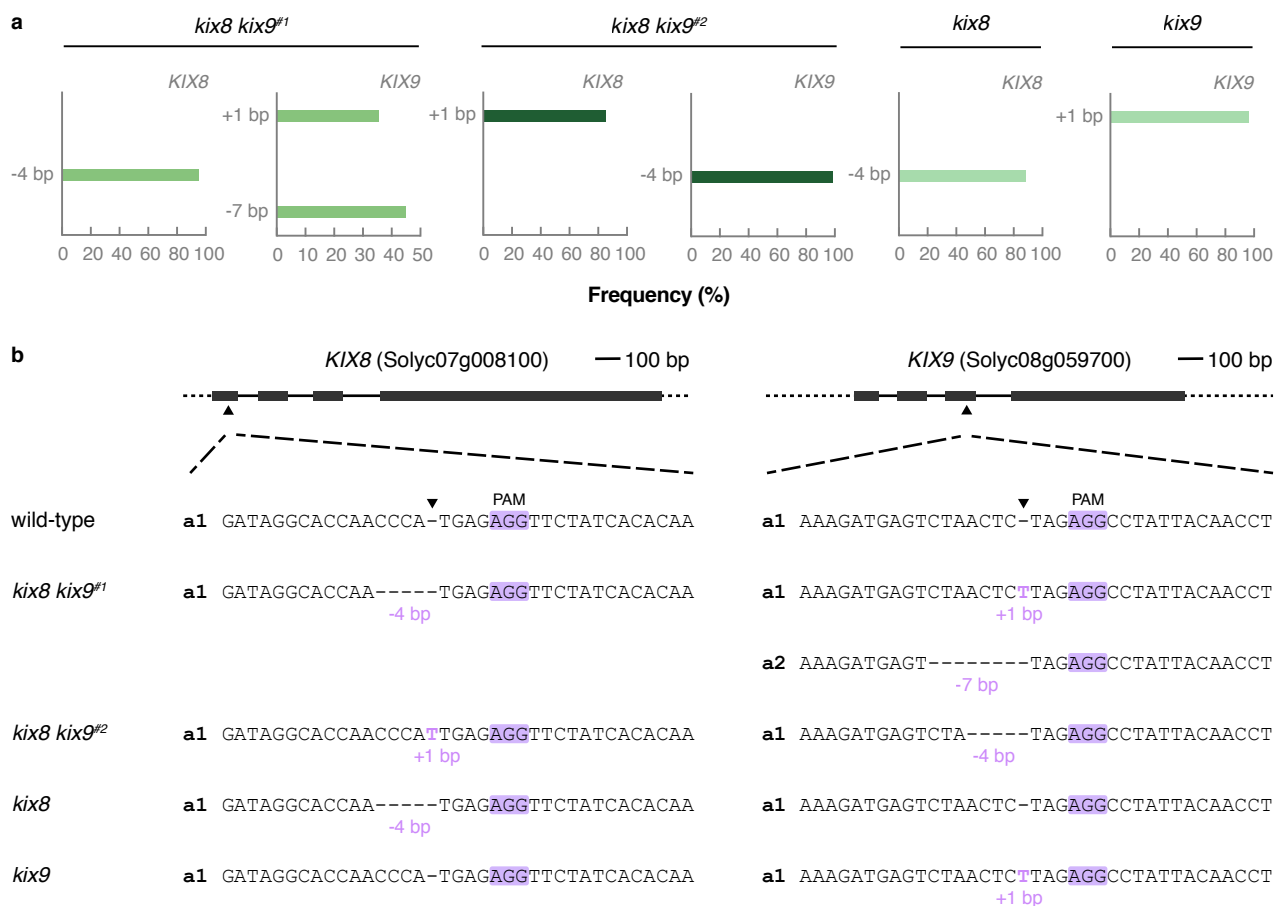 a
kix8 kix9#1
kix8 kix9#2
kix8
kix9
KIX8
KIX9
KIX8
KIX9
KIX8
KIX9
-4 bp
+1 bp
-7 bp
+1 bp
-4 bp
-4 bp
+1 bp
0 20 40 60 80 100
0 10 20 30 40 50
0 20 40 60 80 100
0 20 40 60 80 100
0 20 40 60 80 100
0 20 40 60 80 100
Frequency (%)
b
KIX8 (Solyc07g008100) 100 bp
KIX9 (Solyc08g059700) 100 bp
PAM
PAM
wild-type a1 GATAGGCACCAACCCA-TGAGAGGTTCTATCACACAA a1 AAAGATGAGTCTAACTC-TAGAGGCCTATTACAACCT
kix8 kix9#1 a1 GATAGGCACCAA-----TGAGAGGTTCTATCACACAA a1 AAAGATGAGTCTAACTCTTAGAGGCCTATTACAACCT
-4 bp
+1 bp
a2 AAAGATGAGT--------TAGAGGCCTATTACAACCT
-7 bp
kix8 kix9#2 a1 GATAGGCACCAACCCATTGAGAGGTTCTATCACACAA a1 AAAGATGAGTCTA-----TAGAGGCCTATTACAACCT
+1 bp
-4 bp
kix8 a1 GATAGGCACCAA-----TGAGAGGTTCTATCACACAA a1 AAAGATGAGTCTAACTC-TAGAGGCCTATTACAACCT
-4 bp
kix9 a1 GATAGGCACCAACCCA-TGAGAGGTTCTATCACACAA a1 AAAGATGAGTCTAACTCTTAGAGGCCTATTACAACCT
+1 bp